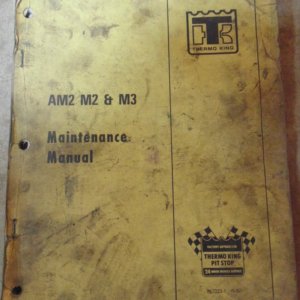 THERMO KING
AM2 M2 & M3
Maintenance
Manual
THERMO KING
PIT STOP